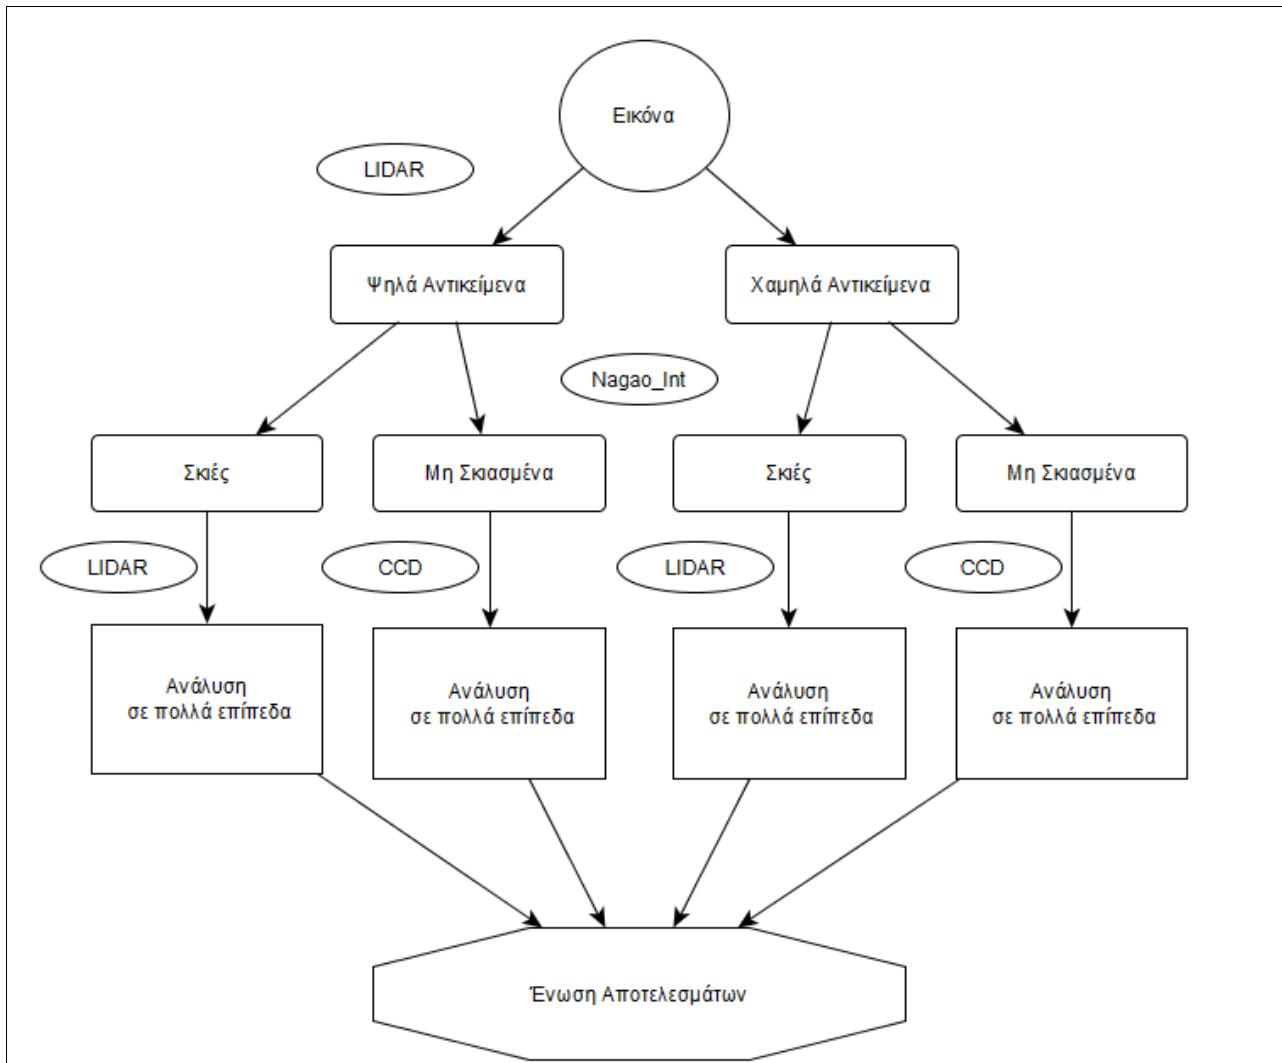 Εικόνα
LIDAR
Ψηλά Αντικείμενα
Χαμηλά Αντικείμενα
Nagao_Int
Σκιές
Μη Σκιασμένα
Σκιές
Μη Σκιασμένα
LIDAR
CCD
LIDAR
CCD
Ανάλυση
σε πολλά επίπεδα
Ανάλυση
σε πολλά επίπεδα
Ανάλυση
σε πολλά επίπεδα
Ανάλυση
σε πολλά επίπεδα
Ένωση Αποτελεσμάτων